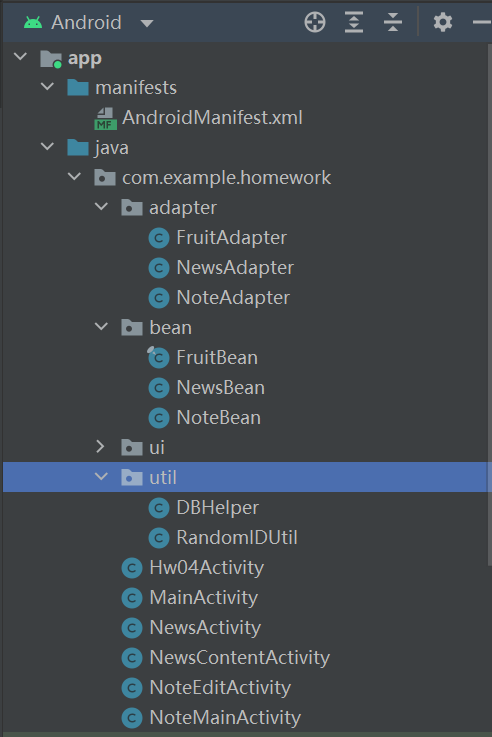 Android
app
manifests
MF AndroidManifest.xml
java
com.example.homework
adapter
C FruitAdapter
C NewsAdapter
C NoteAdapter
bean
C FruitBean
C NewsBean
C NoteBean
ui
util
C DBHelper
C RandomIDUtil
C Hw04Activity
C MainActivity
C NewsActivity
C NewsContentActivity
C NoteEditActivity
C NoteMainActivity